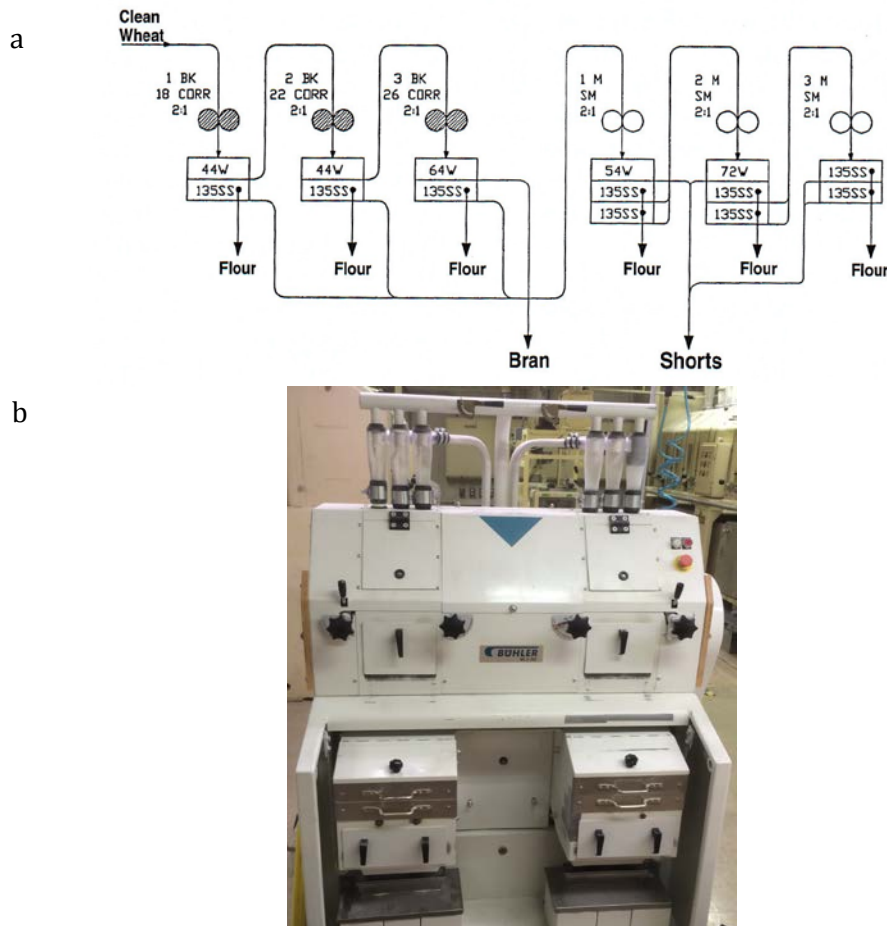 a
Clean
Wheat
1 BK
18 CORR
2:1
2 BK
22 CORR
2:1
3 BK
26 CORR
2:1
1 M
SM
2:1
2 M
SM
2:1
3 M
SM
2:1
44W
135SS
44W
135SS
64W
135SS
54W
135SS
135SS
72W
135SS
135SS
135SS
135SS
Flour
Flour
Flour
Flour
Flour
Flour
Bran
Shorts
b
BÜHLER